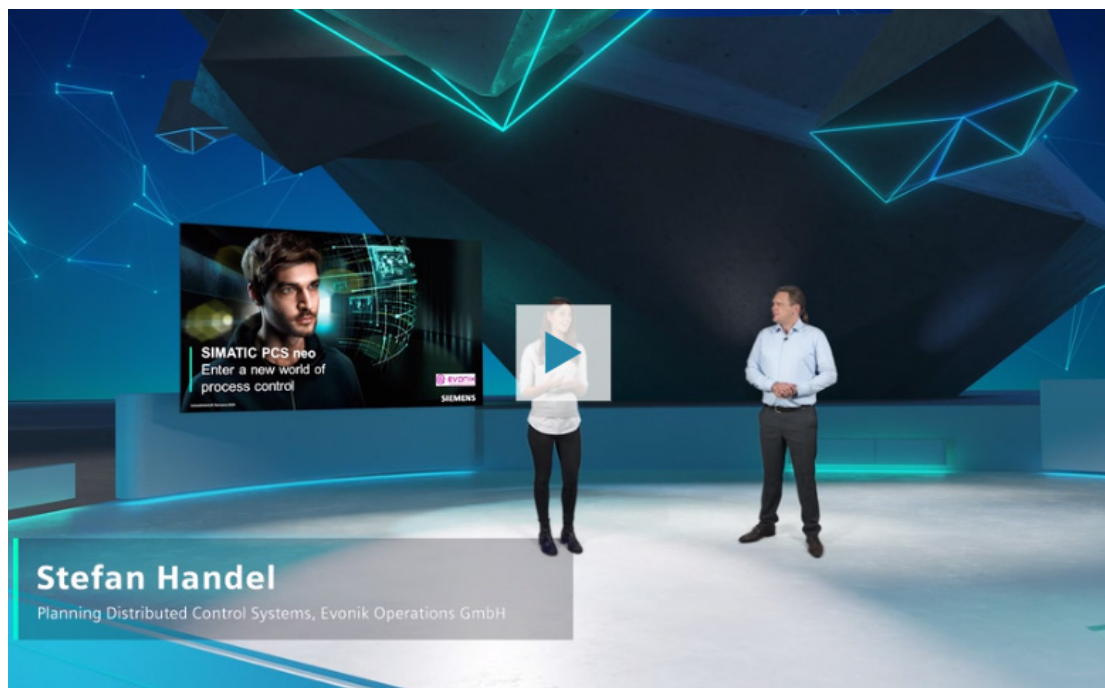 SIMATIC PCS neo
Enter a new world of
process control
evonik
SIEMENS
Stefan Handel
Planning Distributed Control Systems, Evonik Operations GmbH